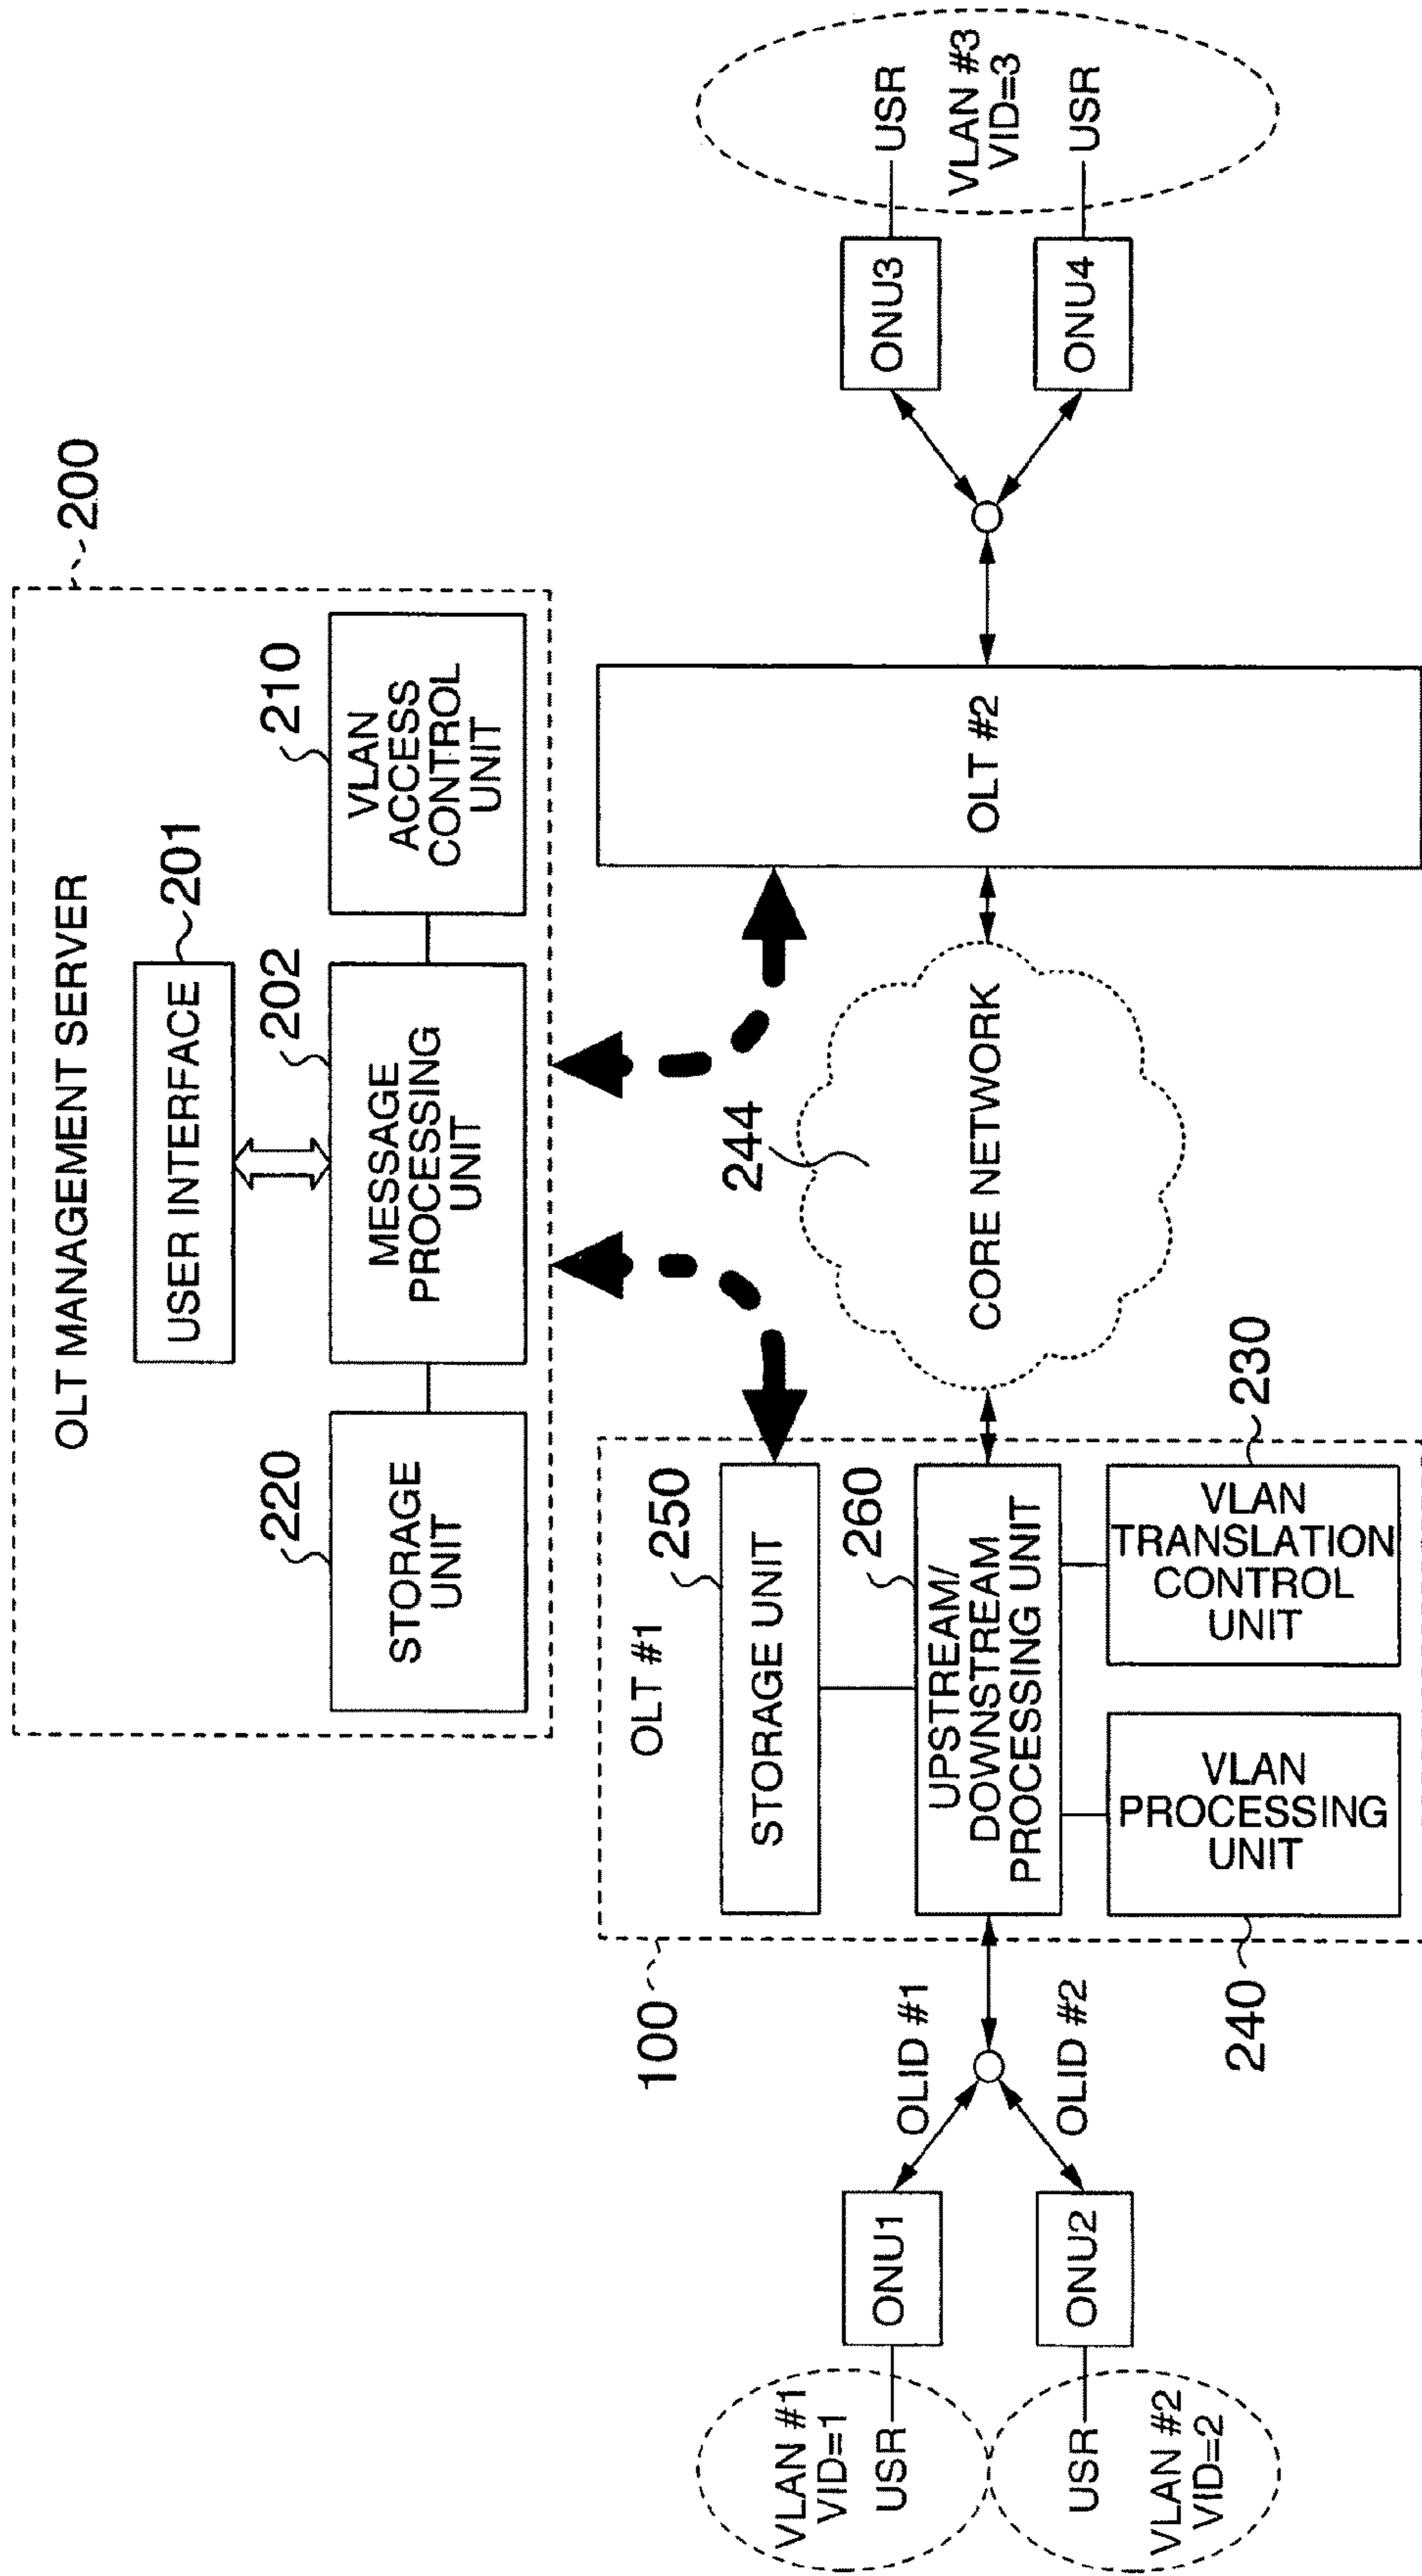 OLT MANAGEMENT SERVER
200
USER INTERFACE
201
220
STORAGE
UNIT
202
MESSAGE
PROCESSING
UNIT
210
VLAN
ACCESS
CONTROL
UNIT
100
OLT #1
250
STORAGE UNIT
260
UPSTREAM/
DOWNSTREAM
PROCESSING UNIT
VLAN
PROCESSING
UNIT
240
VLAN
TRANSLATION
CONTROL
UNIT
230
244
CORE NETWORK
OLT #2
VLAN #1
VID=1
USR
ONU1
OLID #1
USR
ONU2
OLID #2
VLAN #2
VID=2
ONU3
USR
VLAN #3
VID=3
ONU4
USR